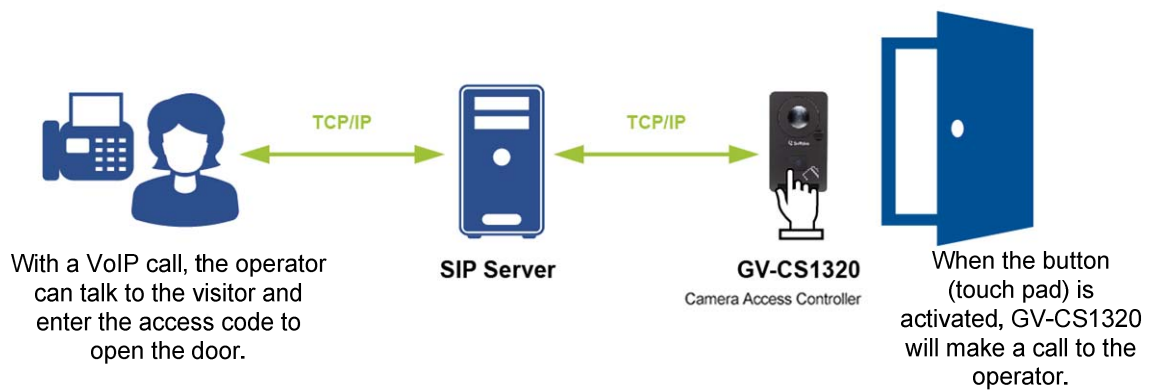 TCP/IP
TCP/IP
GeoVision
With a VoIP call, the operator
can talk to the visitor and
enter the access code to
open the door.
SIP Server
GV-CS1320
Camera Access Controller
When the button
(touch pad) is
activated, GV-CS1320
will make a call to the
operator.